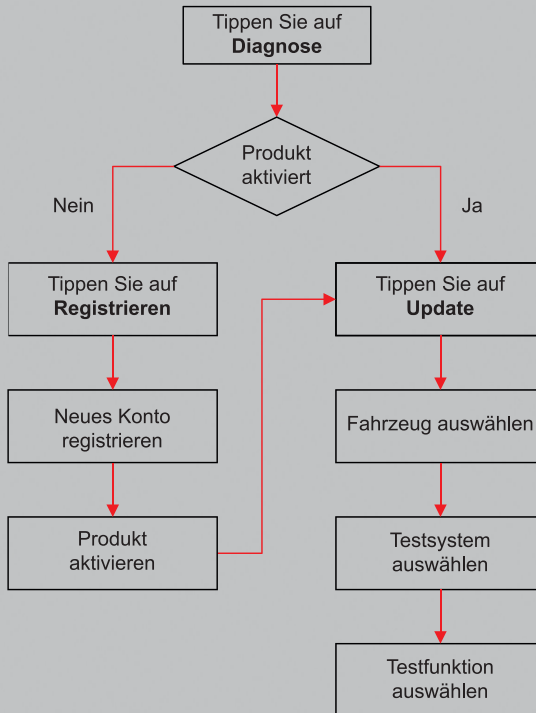 Tippen Sie auf
Diagnose
Produkt
aktiviert
Nein
Ja
Tippen Sie auf
Registrieren
Tippen Sie auf
Update
Neues Konto
registrieren
Fahrzeug auswählen
Produkt
aktivieren
Testsystem
auswählen
Testfunktion
auswählen